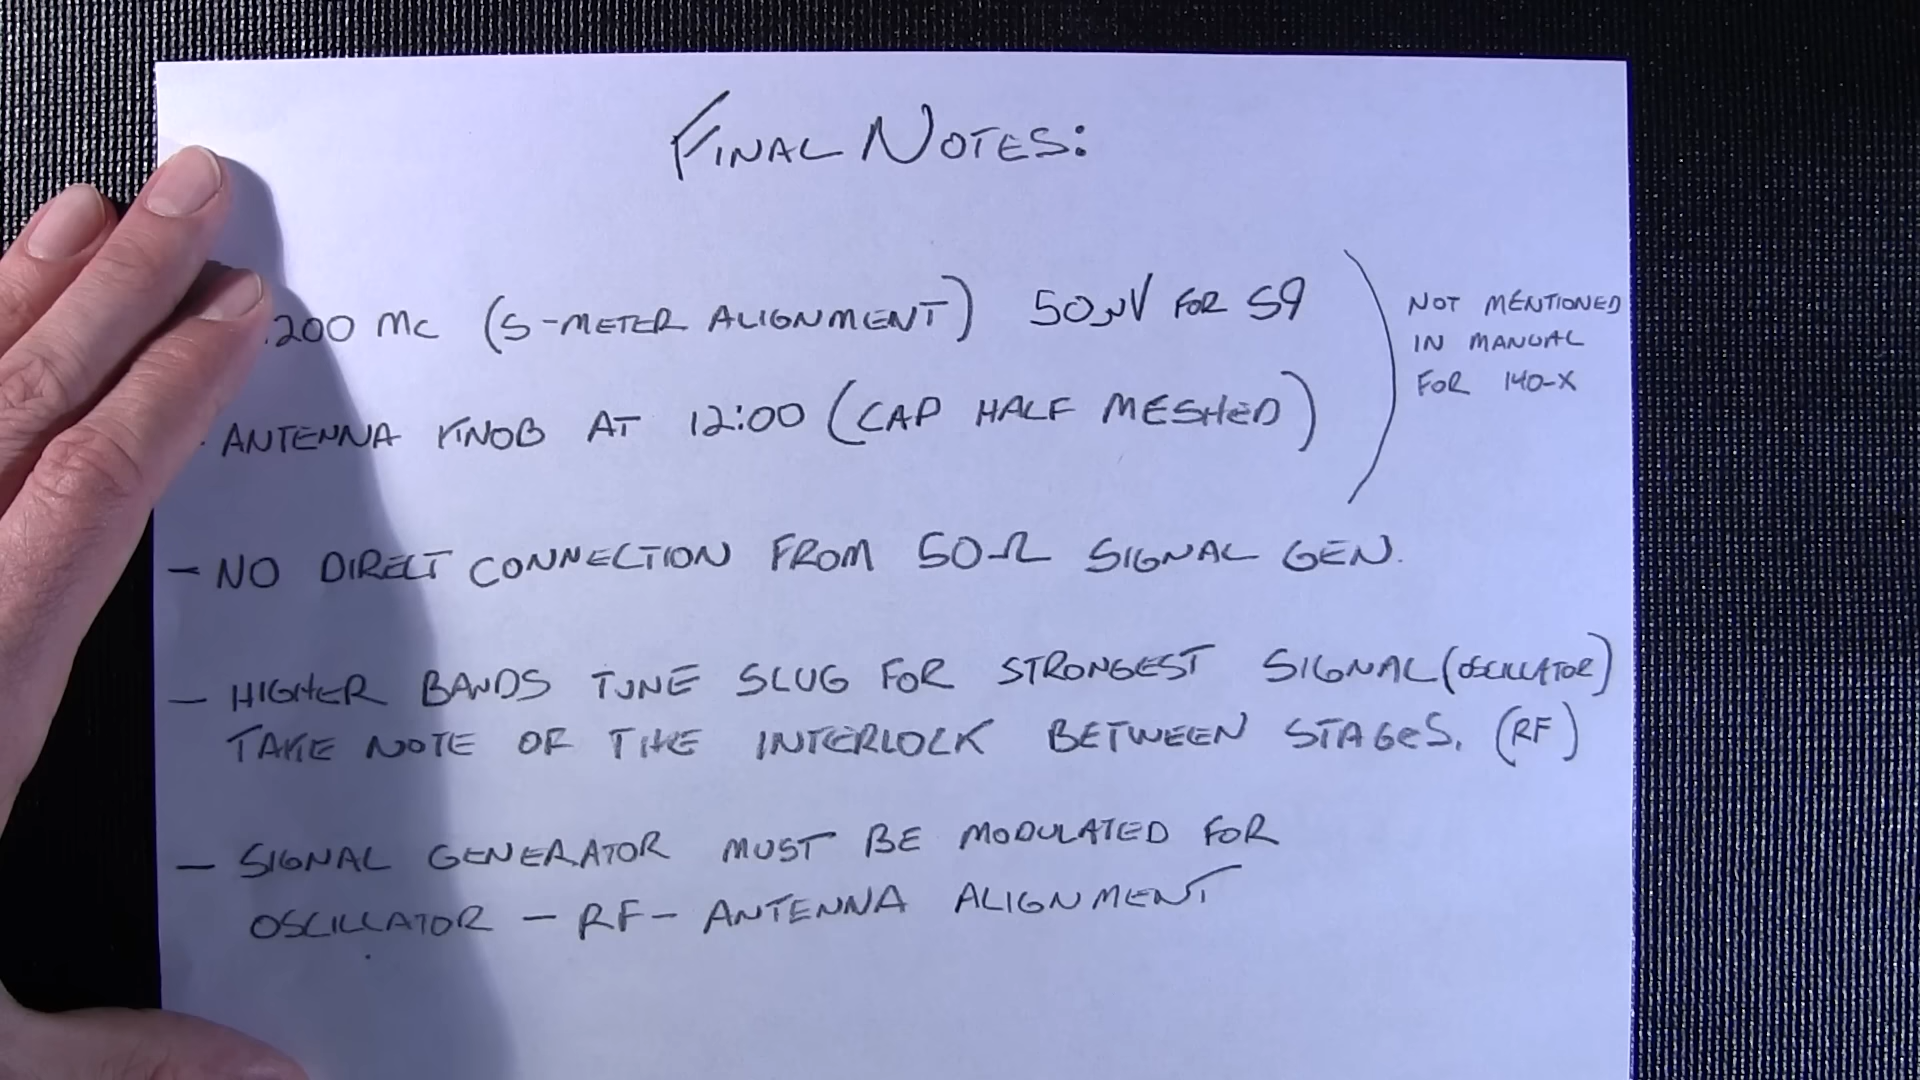 FINAL NOTES:
.200 MC (S-METER ALIGNMENT) 50µV FOR S9
- ANTENNA KNOB AT 12:00 (CAP HALF MESHED)
NOT MENTIONED
IN MANUAL
FOR 140-X
- NO DIRECT CONNECTION FROM 50Ω SIGNAL GEN.
- HIGHER BANDS TUNE SLUG FOR STRONGEST SIGNAL (OSCILLATOR)
TAKE NOTE OF THE INTERLOCK BETWEEN STAGES. (RF)
- SIGNAL GENERATOR MUST BE MODULATED FOR
OSCILLATOR - RF - ANTENNA ALIGNMENT